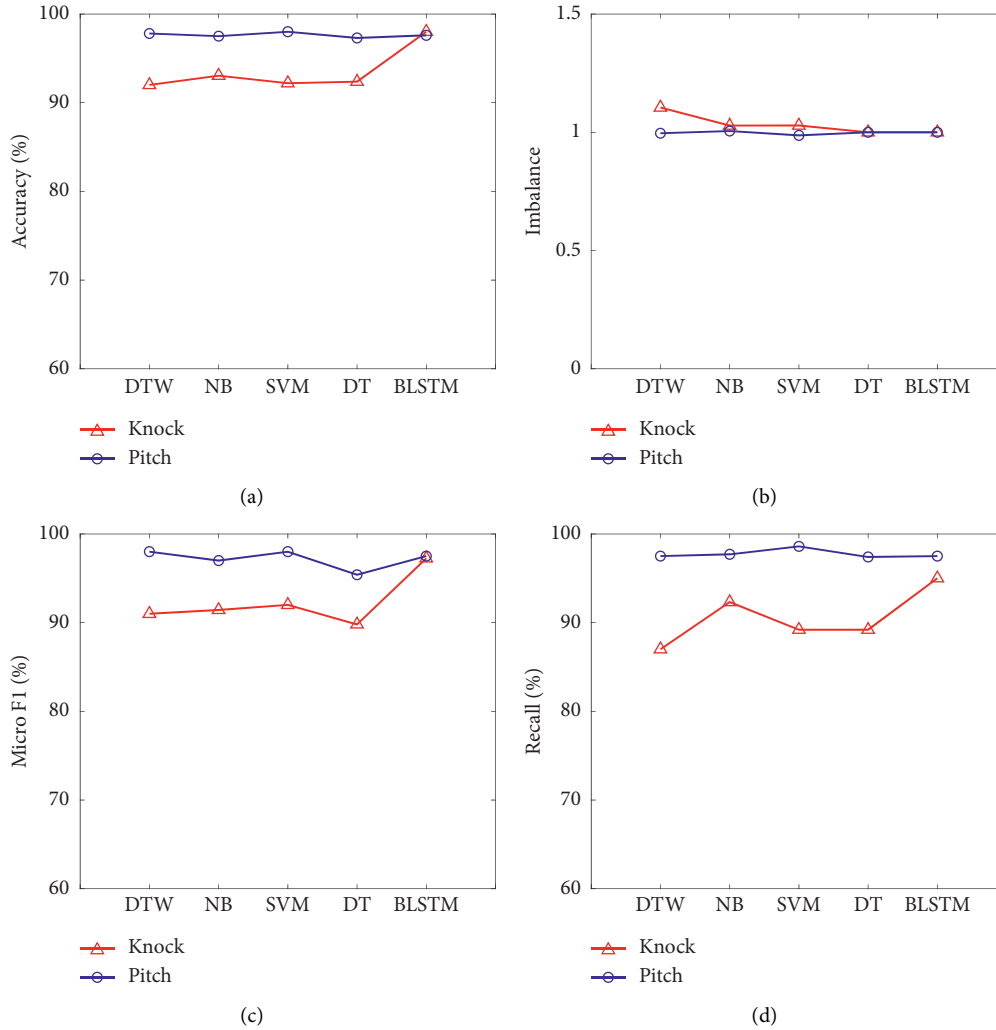 100
90
80
70
60
Accuracy (%)
DTW NB SVM DT BLSTM
Knock
Pitch
(a)
1.5
1
0.5
0
Imbalance
DTW NB SVM DT BLSTM
Knock
Pitch
(b)
100
90
80
70
60
Micro F1 (%)
DTW NB SVM DT BLSTM
Knock
Pitch
(c)
100
90
80
70
60
Recall (%)
DTW NB SVM DT BLSTM
Knock
Pitch
(d)